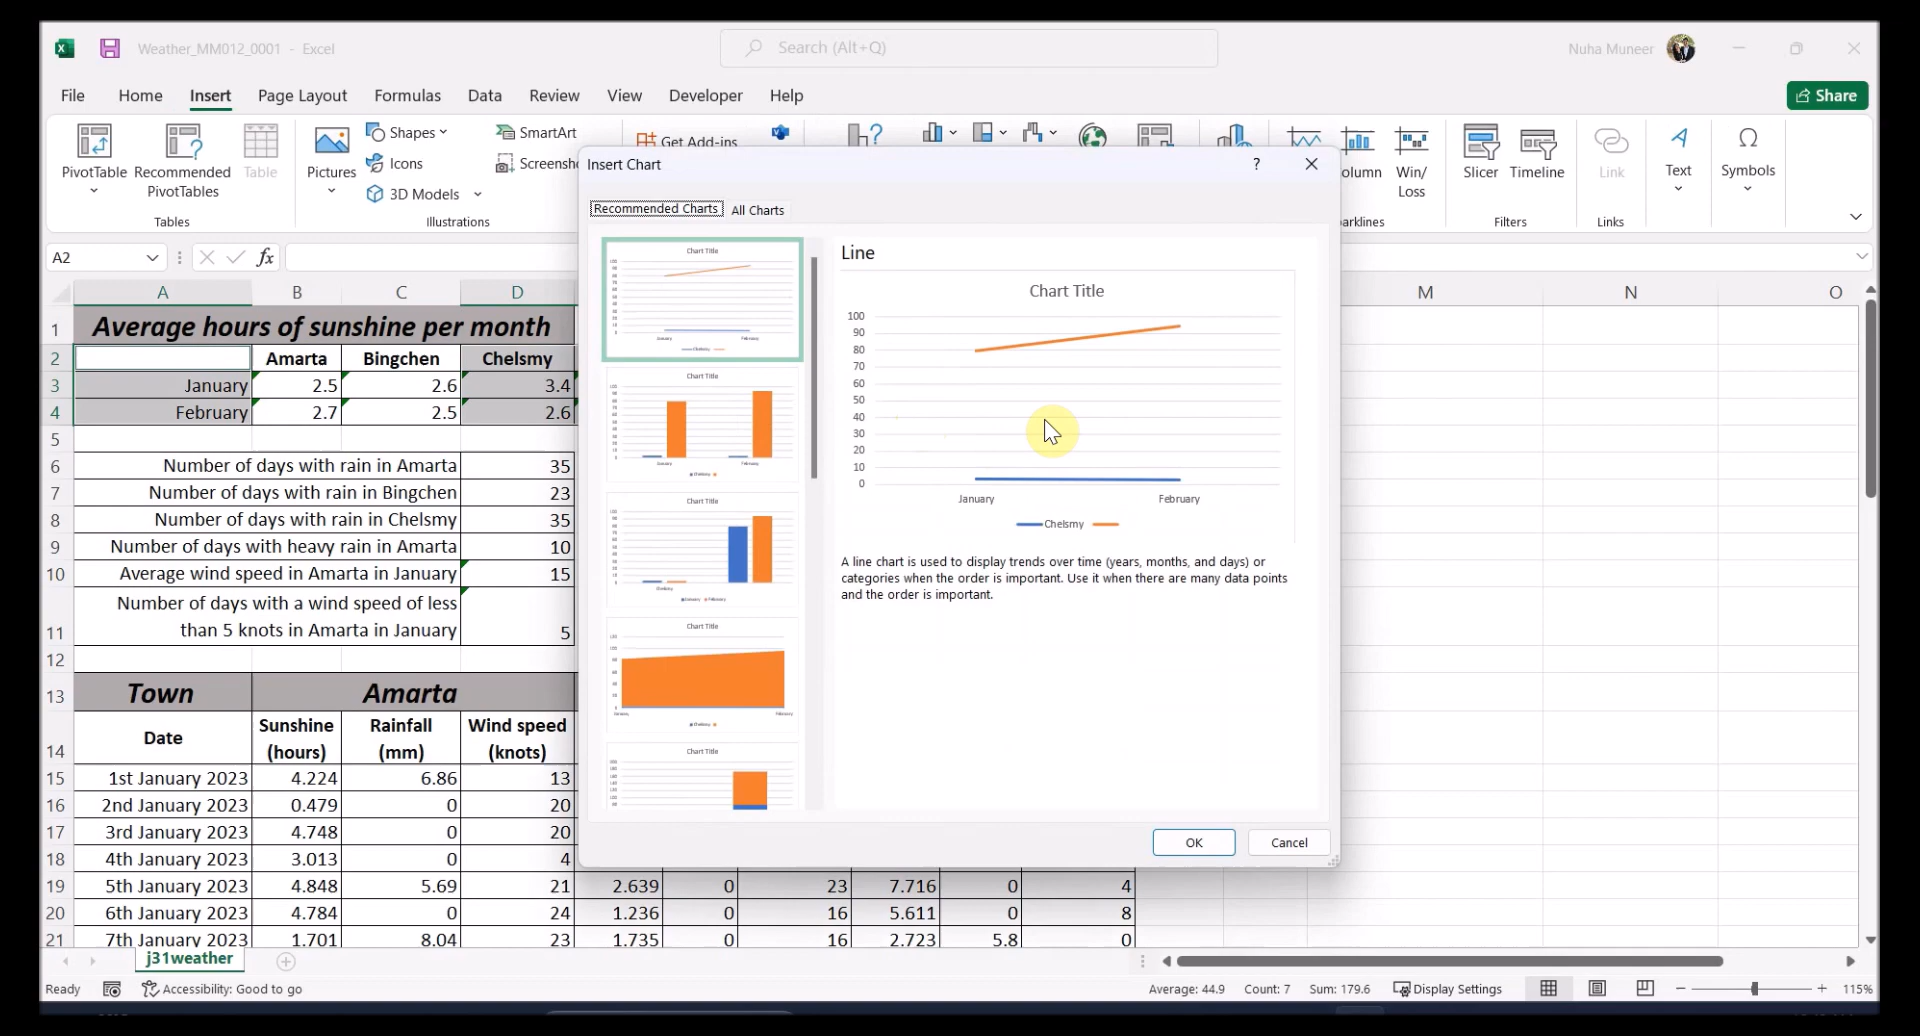 Weather_MM012_0001 - Excel
Search (Alt+Q)
Nuha Muneer
File Home Insert Page Layout Formulas Data Review View Developer Help
Share
PivotTable
Recommended PivotTables
Table
Tables
Pictures
Shapes
Icons
3D Models
SmartArt
Illustrations
Get Add-ins
Win/
Loss
Slicer
Timeline
Filters
Link
Links
Text
Symbols
A2
fx
A B C D M N O
1 Average hours of sunshine per month
2 Amarta Bingchen Chelsmy
3 January 2.5 2.6 3.4
4 February 2.7 2.5 2.6
5
6 Number of days with rain in Amarta 35
7 Number of days with rain in Bingchen 23
8 Number of days with rain in Chelsmy 35
9 Number of days with heavy rain in Amarta 10
10 Average wind speed in Amarta in January 15
Number of days with a wind speed of less
11 than 5 knots in Amarta in January 5
12
13 Town Amarta
Date Sunshine Rainfall Wind speed
14 (hours) (mm) (knots)
15 1st January 2023 4.224 6.86 13
16 2nd January 2023 0.479 0 20
17 3rd January 2023 4.748 0 20
18 4th January 2023 3.013 0 4
19 5th January 2023 4.848 5.69 21 2.639 0 23 7.716 0 4
20 6th January 2023 4.784 0 24 1.236 0 16 5.611 0 8
21 7th January 2023 1.701 8.04 23 1.735 0 16 2.723 5.8 0
Insert Chart
?
Recommended Charts All Charts
Chart Title
Chart Title
Chart Title
Chart Title
Chart Title
Line
Chart Title
100
90
80
70
60
50
40
30
20
10
0
January February
Chelsmy
A line chart is used to display trends over time (years, months, and days) or
categories when the order is important. Use it when there are many data points
and the order is important.
OK Cancel
j31weather
Ready
Accessibility: Good to go
Average: 44.9 Count: 7 Sum: 179.6
Display Settings
115%